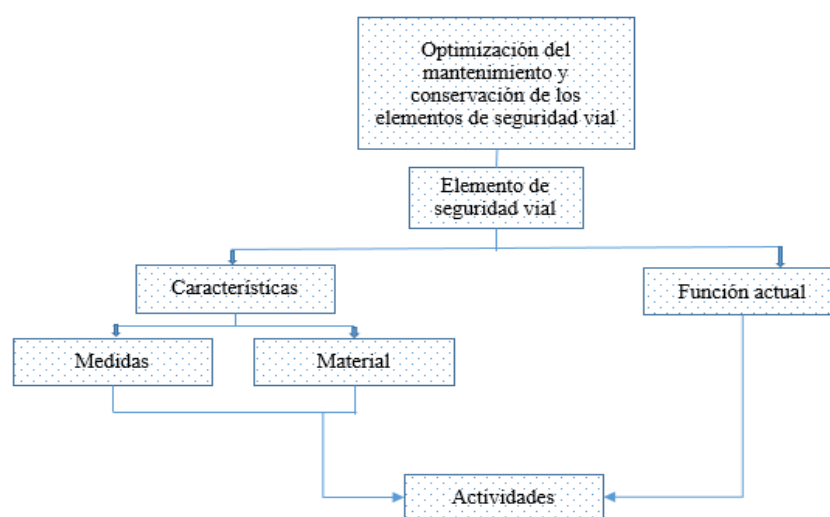 Optimización del
mantenimiento y
conservación de los
elementos de seguridad vial
Elemento de
seguridad vial
Características
Función actual
Medidas
Material
Actividades